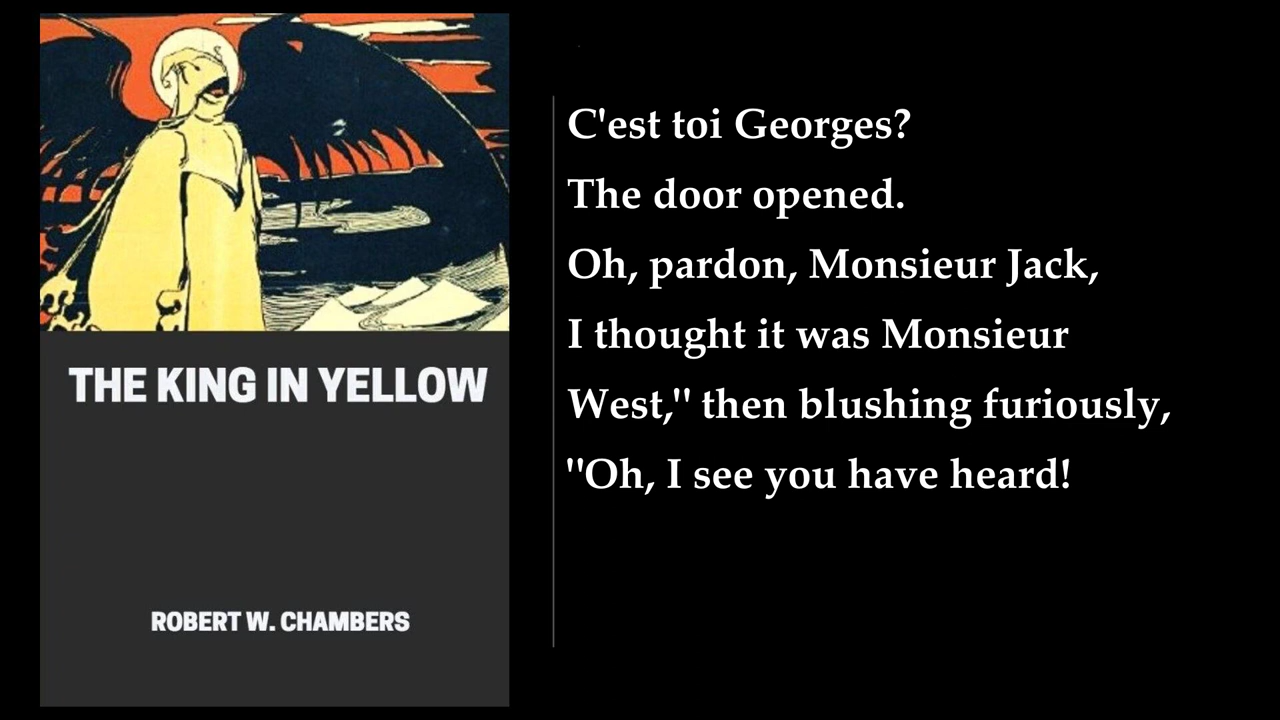 THE KING IN YELLOW
ROBERT W. CHAMBERS
C'est toi Georges?
The door opened.
Oh, pardon, Monsieur Jack,
I thought it was Monsieur
West," then blushing furiously,
"Oh, I see you have heard!